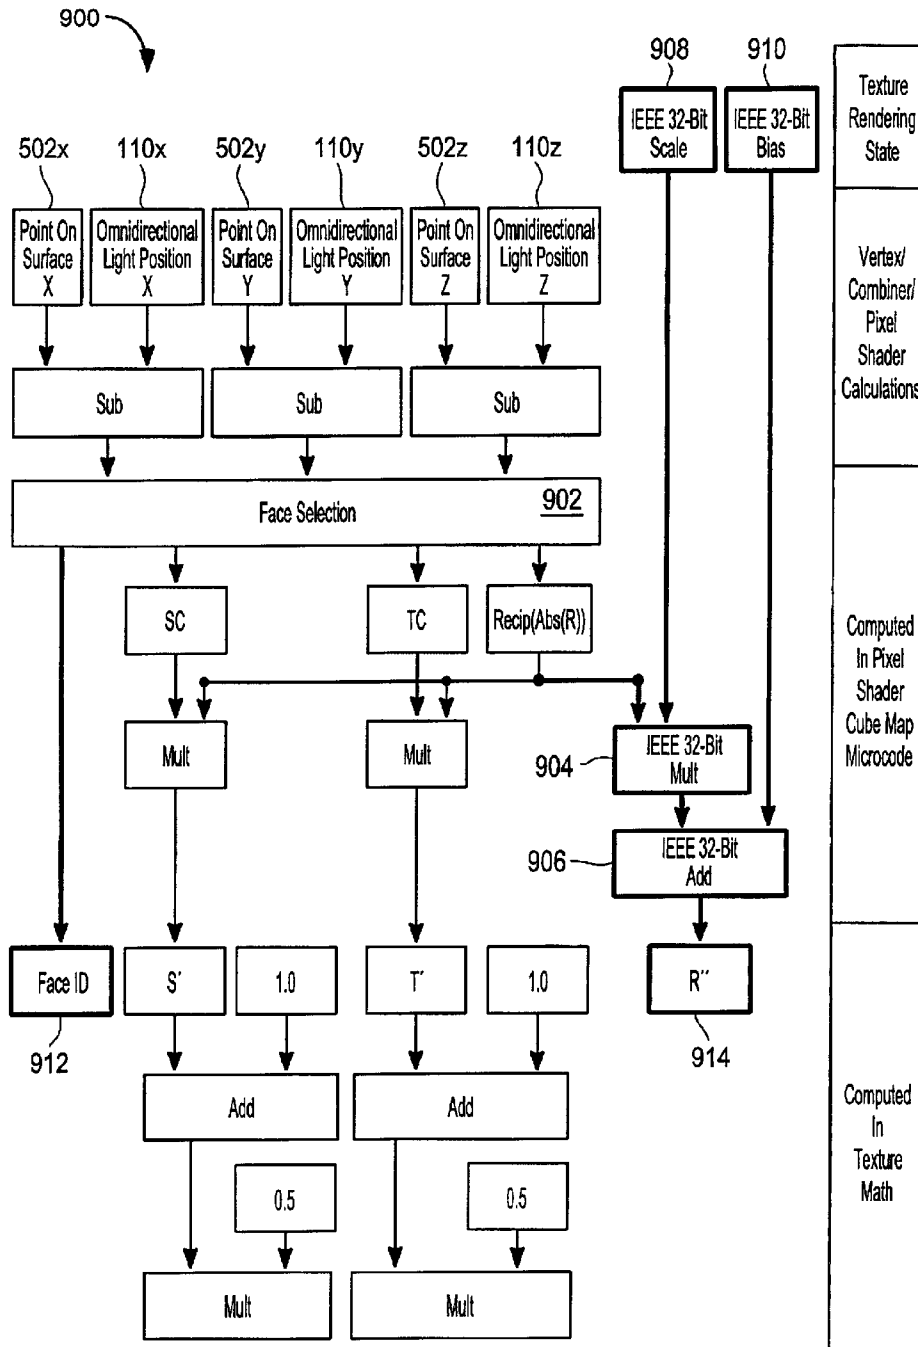 900
908
910
IEEE 32-Bit
Scale
IEEE 32-Bit
Bias
Texture
Rendering
State
502x
110x
502y
110y
502z
110z
Point On
Surface
X
Omnidirectional
Light Position
X
Point On
Surface
Y
Omnidirectional
Light Position
Y
Point On
Surface
Z
Omnidirectional
Light Position
Z
Vertex/
Combiner/
Pixel
Shader
Calculations
Sub
Sub
Sub
Face Selection
902
SC
TC
Recip(Abs(R))
Computed
In Pixel
Shader
Cube Map
Microcode
Mult
Mult
904
IEEE 32-Bit
Mult
906
IEEE 32-Bit
Add
Face ID
S´
1.0
T´
1.0
R´´
912
914
Add
Add
Computed
In
Texture
Math
0.5
0.5
Mult
Mult